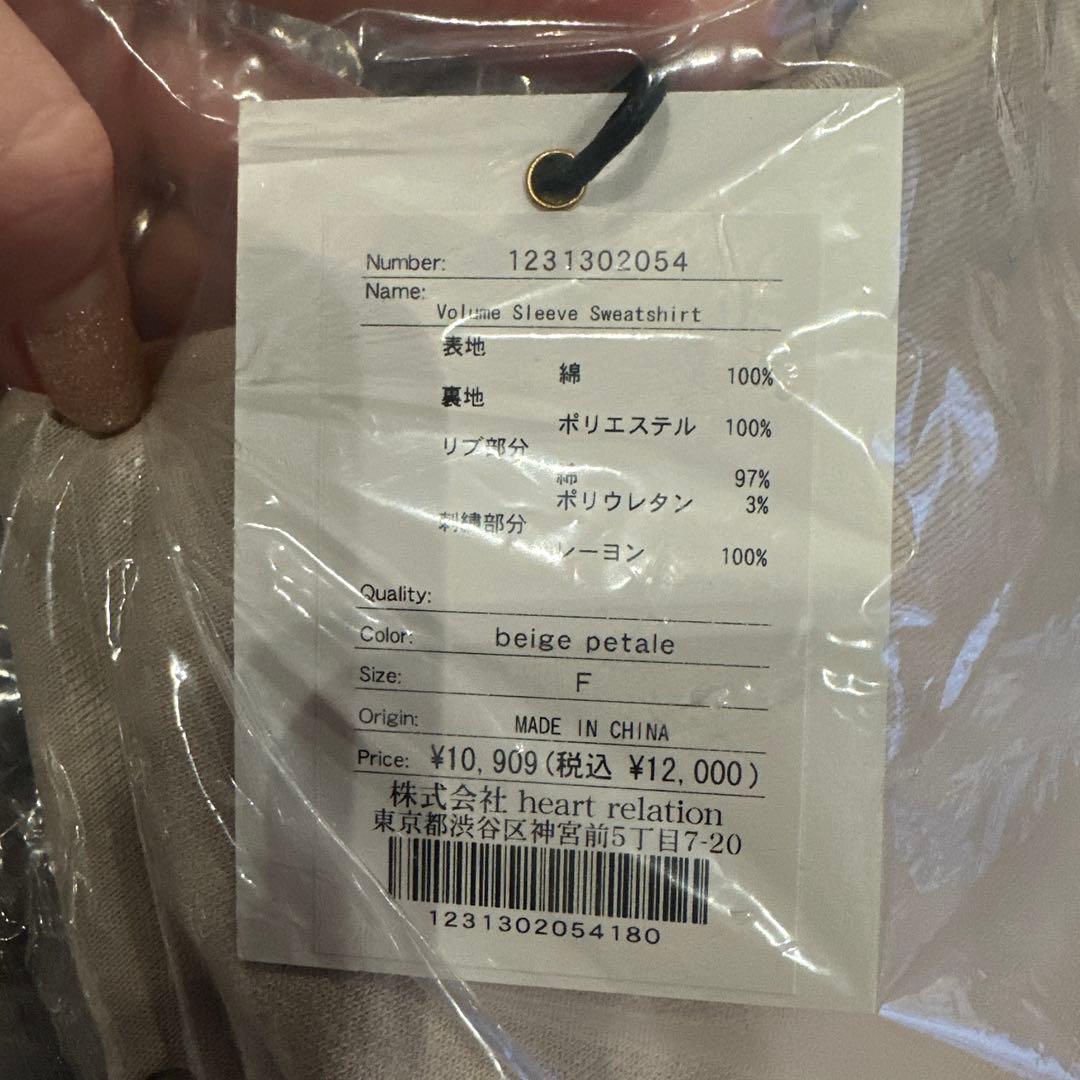 Number: 1231302054
Name:
Volume Sleeve Sweatshirt
表地
綿 100%
裏地
ポリエステル 100%
リブ部分
綿 97%
ポリウレタン 3%
刺繍部分
レーヨン 100%
Quality:
Color: beige petale
Size: F
Origin: MADE IN CHINA
Price: ¥10,909(税込 ¥12,000)
株式会社 heart relation
東京都渋谷区神宮前5丁目7-20
1231302054180